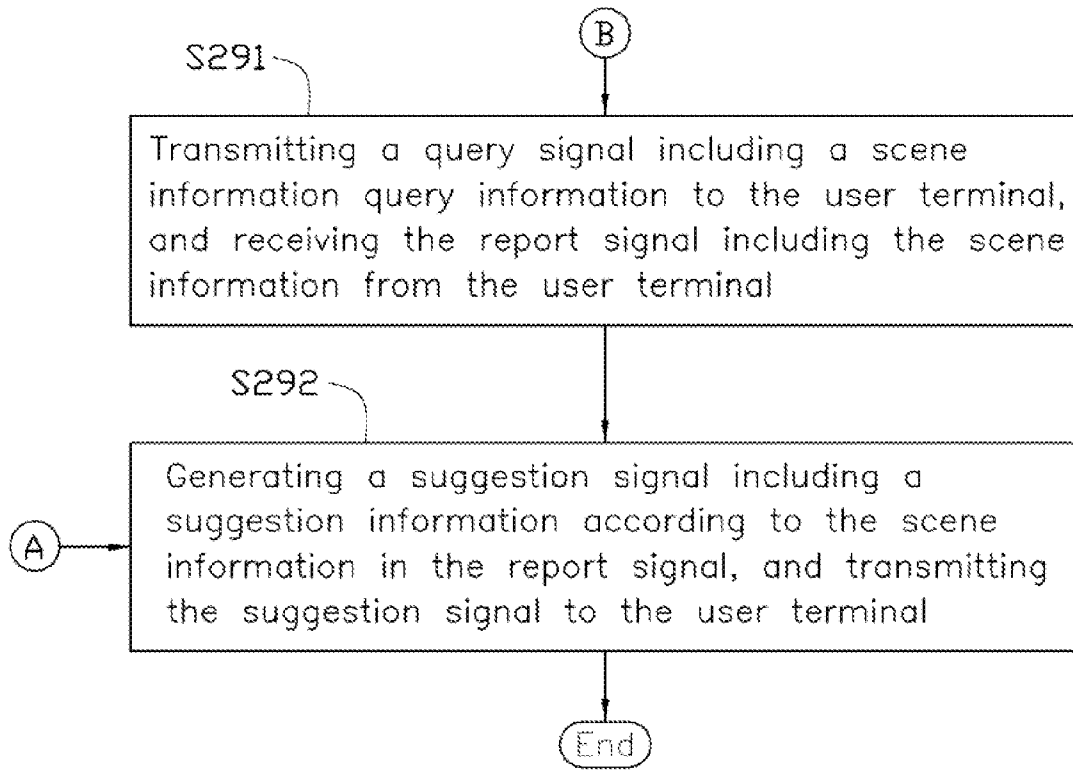 B
S291
Transmitting a query signal including a scene
information query information to the user terminal,
and receiving the report signal including the scene
information from the user terminal
S292
Generating a suggestion signal including a
suggestion information according to the scene
information in the report signal, and transmitting
the suggestion signal to the user terminal
A
End